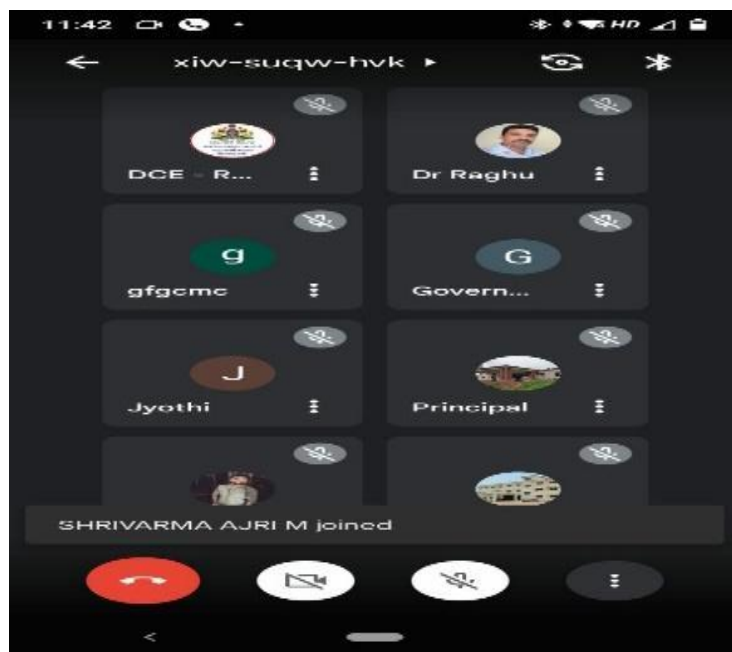 11:42 HD
xiw-suqw-hvk
DCE - R... Dr Raghu
g G
gfgcmc Govern...
J
Jyothi Principal
SHRIVARMA AJRI M joined